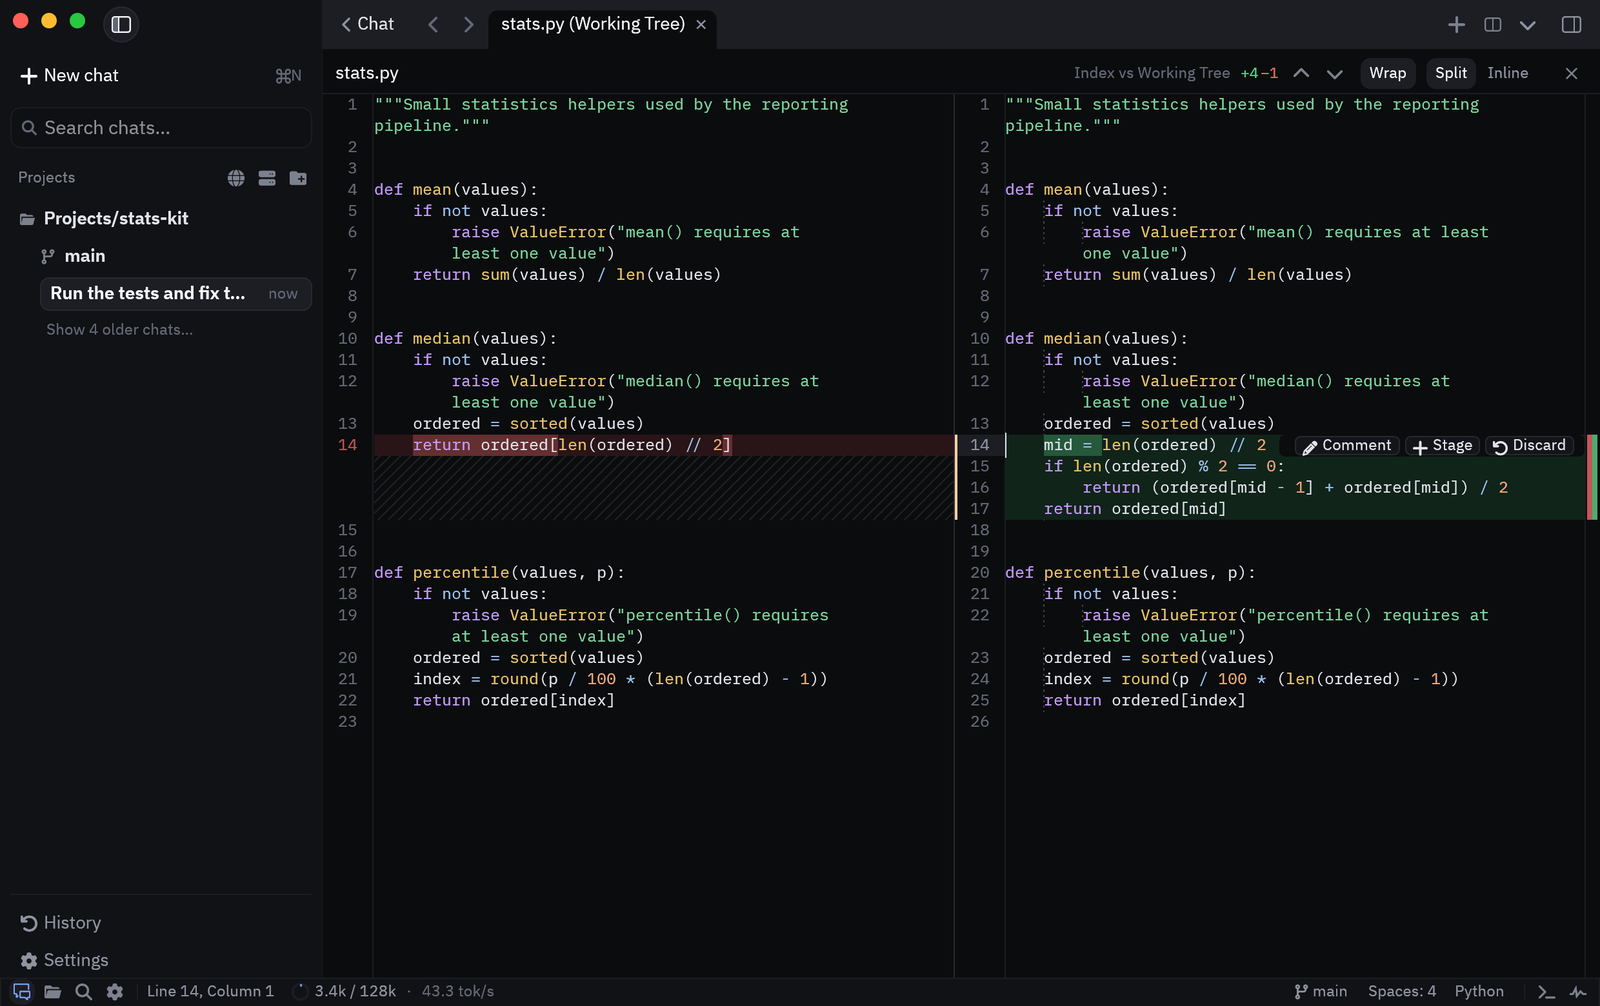 Chat
stats.py (Working Tree)
New chat
⌘N
Search chats...
Projects
Projects/stats-kit
main
Run the tests and fix t...
now
Show 4 older chats...
History
Settings
stats.py
Index vs Working Tree +4 −1
Wrap
Split
Inline
1 """Small statistics helpers used by the reporting
pipeline."""
2
3
4 def mean(values):
5 if not values:
6 raise ValueError("mean() requires at
least one value")
7 return sum(values) / len(values)
8
9
10 def median(values):
11 if not values:
12 raise ValueError("median() requires at
least one value")
13 ordered = sorted(values)
14 return ordered[len(ordered) // 2]
15
16
17 def percentile(values, p):
18 if not values:
19 raise ValueError("percentile() requires
at least one value")
20 ordered = sorted(values)
21 index = round(p / 100 * (len(ordered) - 1))
22 return ordered[index]
23
1 """Small statistics helpers used by the reporting
pipeline."""
2
3
4 def mean(values):
5 if not values:
6 raise ValueError("mean() requires at least
one value")
7 return sum(values) / len(values)
8
9
10 def median(values):
11 if not values:
12 raise ValueError("median() requires at
least one value")
13 ordered = sorted(values)
14 mid = len(ordered) // 2
Comment
Stage
Discard
15 if len(ordered) % 2 == 0:
16 return (ordered[mid - 1] + ordered[mid]) / 2
17 return ordered[mid]
18
19
20 def percentile(values, p):
21 if not values:
22 raise ValueError("percentile() requires at
least one value")
23 ordered = sorted(values)
24 index = round(p / 100 * (len(ordered) - 1))
25 return ordered[index]
26
Line 14, Column 1
3.4k / 128k · 43.3 tok/s
main
Spaces: 4
Python